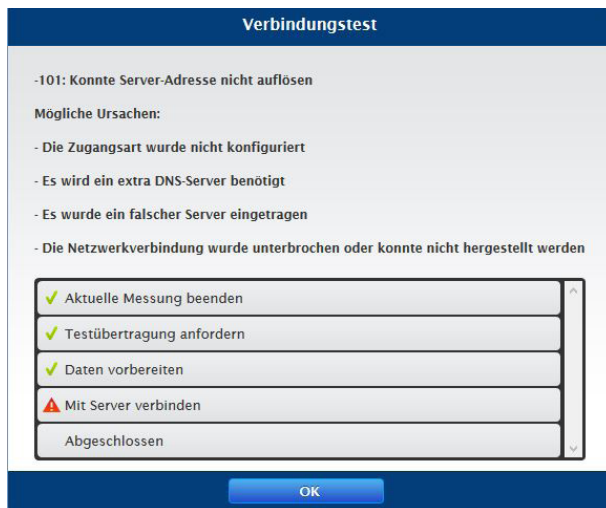 Verbindungstest
-101: Konnte Server-Adresse nicht auflösen
Mögliche Ursachen:
- Die Zugangsart wurde nicht konfiguriert
- Es wird ein extra DNS-Server benötigt
- Es wurde ein falscher Server eingetragen
- Die Netzwerkverbindung wurde unterbrochen oder konnte nicht hergestellt werden
Aktuelle Messung beenden
Testübertragung anfordern
Daten vorbereiten
Mit Server verbinden
Abgeschlossen
OK